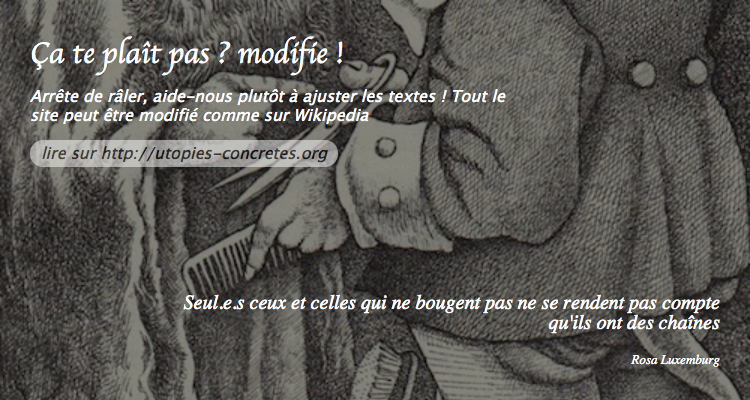 Ça te plaît pas ? modifie !
Arrête de râler, aide-nous plutôt à ajuster les textes ! Tout le
site peut être modifié comme sur Wikipedia
lire sur http://utopies-concretes.org
Seul.e.s ceux et celles qui ne bougent pas ne se rendent pas compte
qu'ils ont des chaînes
Rosa Luxemburg